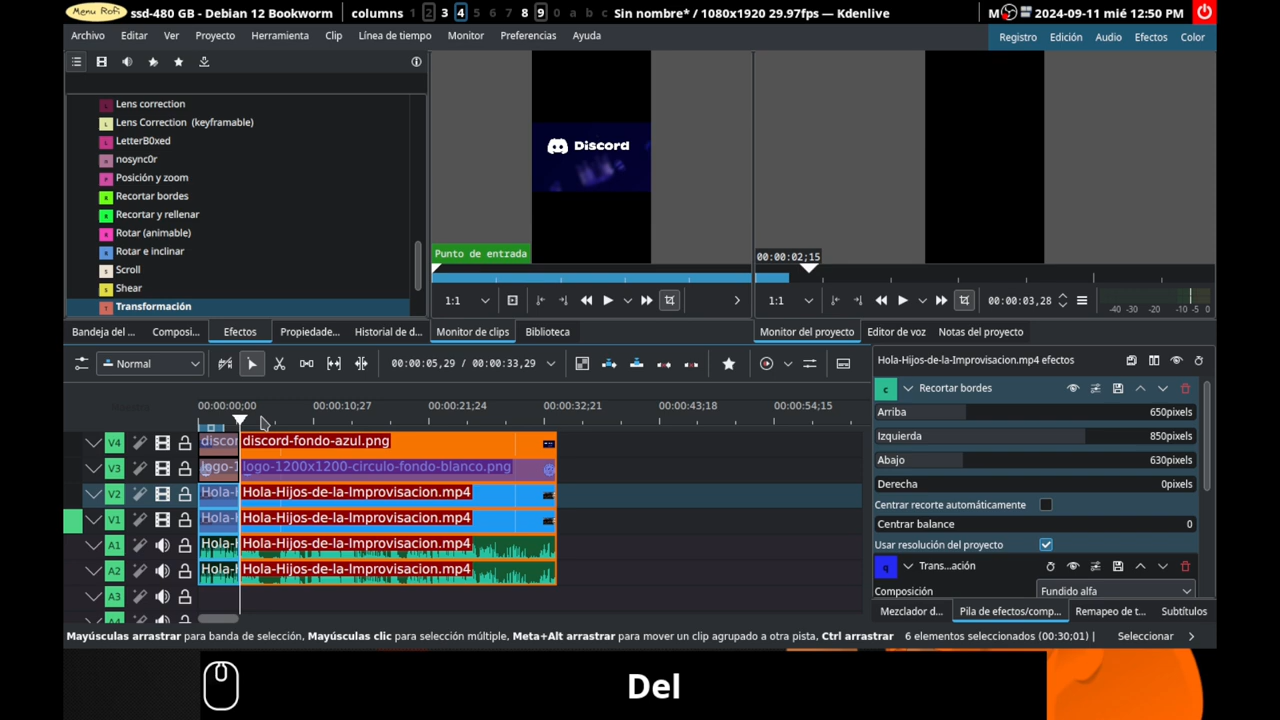 Menu Rofi
ssd-480 GB - Debian 12 Bookworm
columns 1 2 3 4 5 6 7 8 9 0 a b c
Sin nombre* / 1080x1920 29.97fps — Kdenlive
2024-09-11 mié 12:50 PM
Archivo Editar Ver Proyecto Herramienta Clip Línea de tiempo Monitor Preferencias Ayuda
Registro Edición Audio Efectos Color
Lens correction
Lens Correction (keyframable)
LetterB0xed
nosync0r
Posición y zoom
Recortar bordes
Recortar y rellenar
Rotar (animable)
Rotar e inclinar
Scroll
Shear
Transformación
Discord
Punto de entrada
00:00:02;15
1:1
1:1
00:00:03,28
-40 -30 -20 -10 -5 0
Bandeja del ... Composi... Efectos Propiedade... Historial de d...
Monitor de clips Biblioteca
Monitor del proyecto Editor de voz Notas del proyecto
Normal
00:00:05,29 / 00:00:33,29
00:00:00;00 00:00:10;27 00:00:21;24 00:00:32;21 00:00:43;18 00:00:54;15
V4 discor discord-fondo-azul.png
V3 logo-1 logo-1200x1200-circulo-fondo-blanco.png
V2 Hola-H Hola-Hijos-de-la-Improvisacion.mp4
V1 Hola-H Hola-Hijos-de-la-Improvisacion.mp4
A1 Hola-H Hola-Hijos-de-la-Improvisacion.mp4
A2 Hola-H Hola-Hijos-de-la-Improvisacion.mp4
A3
Hola-Hijos-de-la-Improvisacion.mp4 efectos
c Recortar bordes
Arriba 650pixels
Izquierda 850pixels
Abajo 630pixels
Derecha 0pixels
Centrar recorte automáticamente
Centrar balance 0
Usar resolución del proyecto
q Trans...ación
Composición Fundido alfa
Mezclador d... Pila de efectos/comp... Remapeo de t... Subtítulos
Mayúsculas arrastrar para banda de selección, Mayúsculas clic para selección múltiple, Meta+Alt arrastrar para mover un clip agrupado a otra pista, Ctrl arrastrar
6 elementos seleccionados (00:30;01) |
Seleccionar
Del